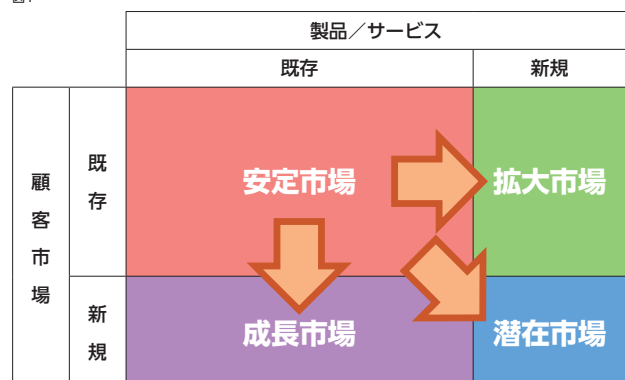 製品／サービス
既存
新規
顧客市場
既存
安定市場
拡大市場
新規
成長市場
潜在市場